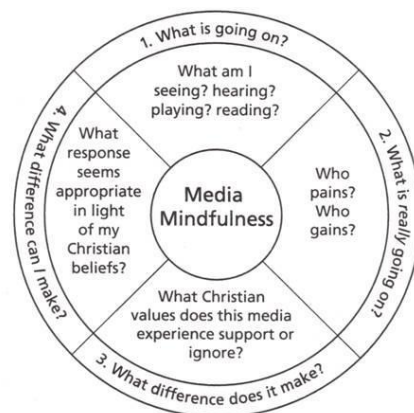 1. What is going on?
What am I
seeing? hearing?
playing? reading?
2. What is really going on?
Who
pains?
Who
gains?
3. What difference does it make?
What Christian
values does this media
experience support or
ignore?
4. What difference can I make?
What
response
seems
appropriate
in light
of my
Christian
beliefs?
Media
Mindfulness